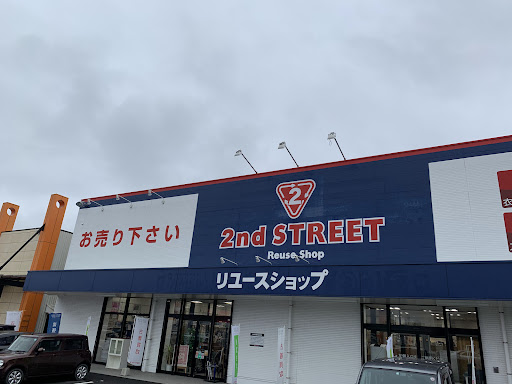 お売り下さい
2
2nd STREET
Reuse Shop
リユースショップ
衣